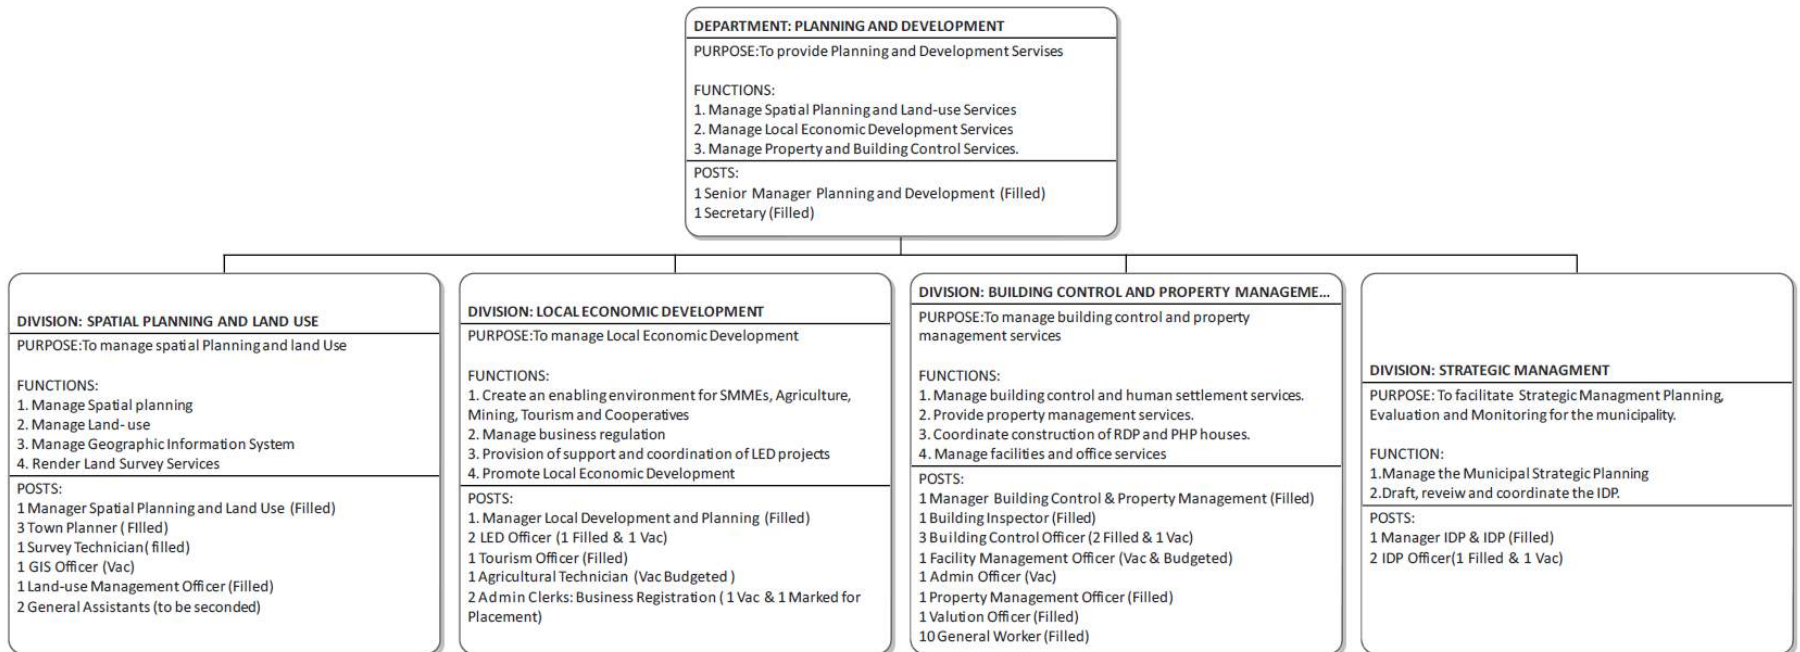 DEPARTMENT: PLANNING AND DEVELOPMENT
PURPOSE:To provide Planning and Development Servises
FUNCTIONS:
1. Manage Spatial Planning and Land-use Services
2. Manage Local Economic Development Services
3. Manage Property and Building Control Services.
POSTS:
1 Senior Manager Planning and Development (Filled)
1 Secretary (Filled)
DIVISION: SPATIAL PLANNING AND LAND USE
PURPOSE:To manage spatial Planning and land Use
FUNCTIONS:
1. Manage Spatial planning
2. Manage Land- use
3. Manage Geographic Information System
4. Render Land Survey Services
POSTS:
1 Manager Spatial Planning and Land Use (Filled)
3 Town Planner ( FIlled)
1 Survey Technician( filled)
1 GIS Officer (Vac)
1 Land-use Management Officer (Filled)
2 General Assistants (to be seconded)
DIVISION: LOCAL ECONOMIC DEVELOPMENT
PURPOSE:To manage Local Economic Development
FUNCTIONS:
1. Create an enabling environment for SMMEs, Agriculture,
Mining, Tourism and Cooperatives
2. Manage business regulation
3. Provision of support and coordination of LED projects
4. Promote Local Economic Development
POSTS:
1. Manager Local Development and Planning (Filled)
2 LED Officer (1 Filled & 1 Vac)
1 Tourism Officer (Filled)
1 Agricultural Technician (Vac Budgeted )
2 Admin Clerks: Business Registration ( 1 Vac & 1 Marked for
Placement)
DIVISION: BUILDING CONTROL AND PROPERTY MANAGEME...
PURPOSE:To manage building control and property
management services
FUNCTIONS:
1. Manage building control and human settlement services.
2. Provide property management services.
3. Coordinate construction of RDP and PHP houses.
4. Manage facilities and office services
POSTS:
1 Manager Building Control & Property Management (Filled)
1 Building Inspector (Filled)
3 Building Control Officer (2 Filled & 1 Vac)
1 Facility Management Officer (Vac & Budgeted)
1 Admin Officer (Vac)
1 Property Management Officer (Filled)
1 Valution Officer (Filled)
10 General Worker (Filled)
DIVISION: STRATEGIC MANAGMENT
PURPOSE: To facilitate Strategic Managment Planning,
Evaluation and Monitoring for the municipality.
FUNCTION:
1.Manage the Municipal Strategic Planning
2.Draft, reveiw and coordinate the IDP.
POSTS:
1 Manager IDP & IDP (Filled)
2 IDP Officer(1 Filled & 1 Vac)